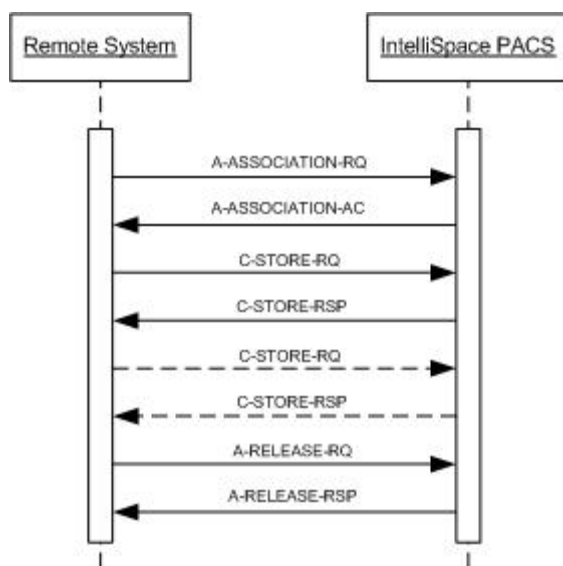 Remote System
IntelliSpace PACS
A-ASSOCIATION-RQ
A-ASSOCIATION-AC
C-STORE-RQ
C-STORE-RSP
C-STORE-RQ
C-STORE-RSP
A-RELEASE-RQ
A-RELEASE-RSP